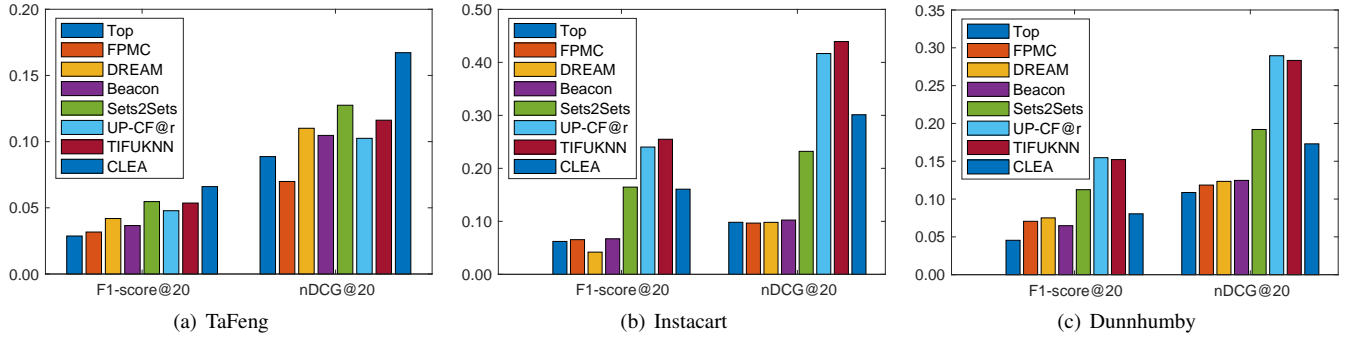 0.20
0.15
0.10
0.05
0.00
Top
FPMC
DREAM
Beacon
Sets2Sets
UP-CF@r
TIFUKNN
CLEA
F1-score@20
nDCG@20
(a) TaFeng
0.50
0.40
0.30
0.20
0.10
0.00
Top
FPMC
DREAM
Beacon
Sets2Sets
UP-CF@r
TIFUKNN
CLEA
F1-score@20
nDCG@20
(b) Instacart
0.35
0.30
0.25
0.20
0.15
0.10
0.05
0.00
Top
FPMC
DREAM
Beacon
Sets2Sets
UP-CF@r
TIFUKNN
CLEA
F1-score@20
nDCG@20
(c) Dunnhumby